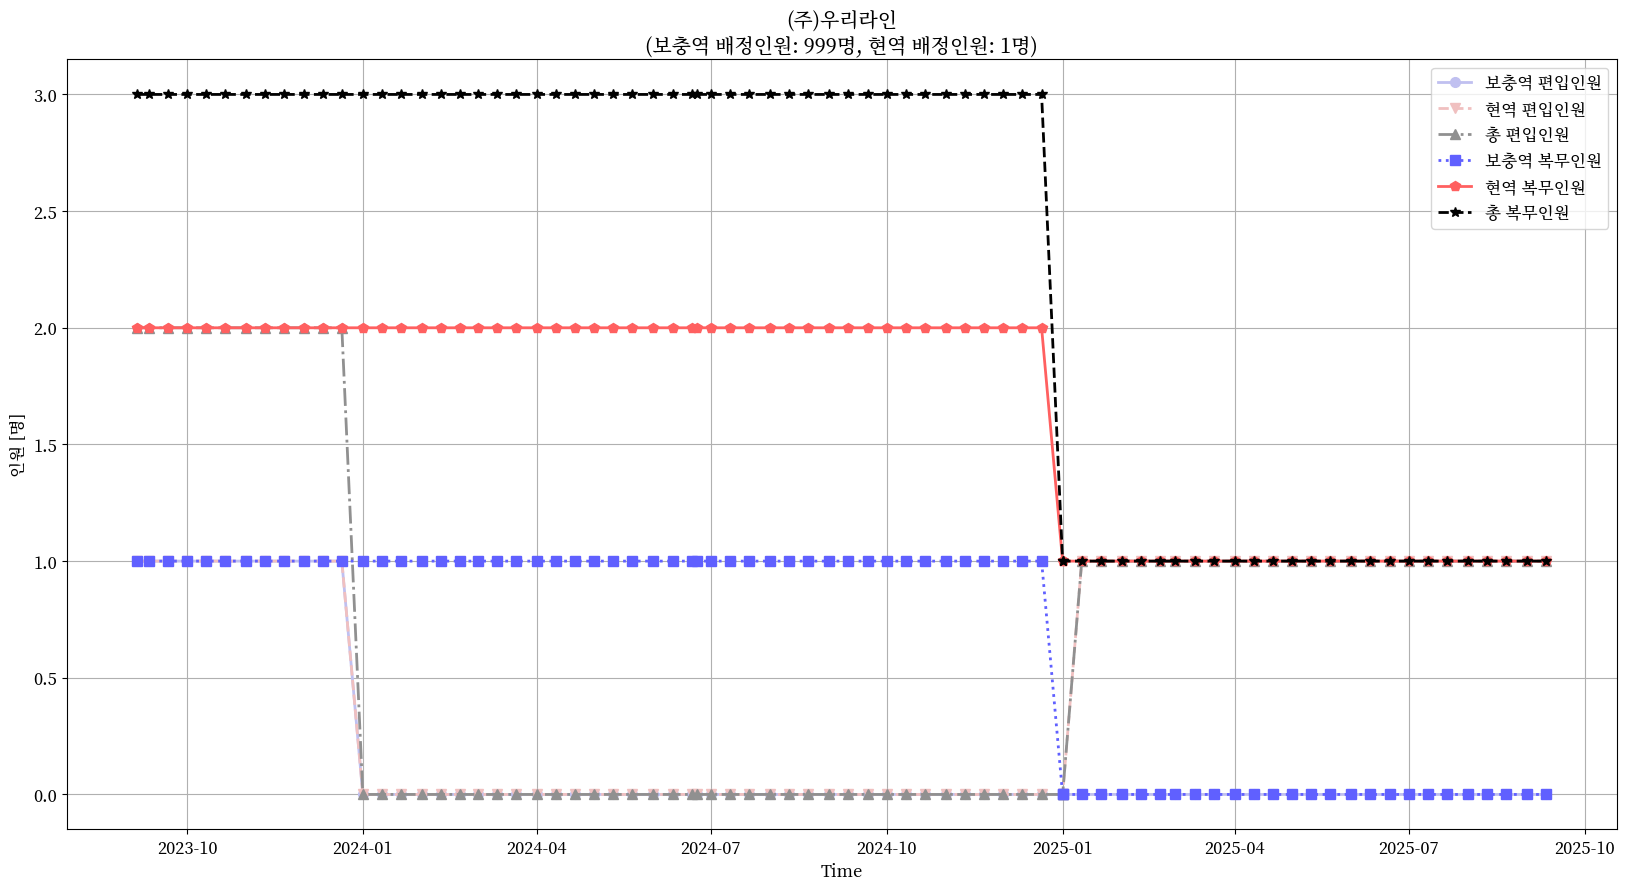 (주)우리라인
(보충역 배정인원: 999명, 현역 배정인원: 1명)
보충역 편입인원
현역 편입인원
총 편입인원
보충역 복무인원
현역 복무인원
총 복무인원
인원 [명]
3.0
2.5
2.0
1.5
1.0
0.5
0.0
2023-10
2024-01
2024-04
2024-07
2024-10
2025-01
2025-04
2025-07
2025-10
Time